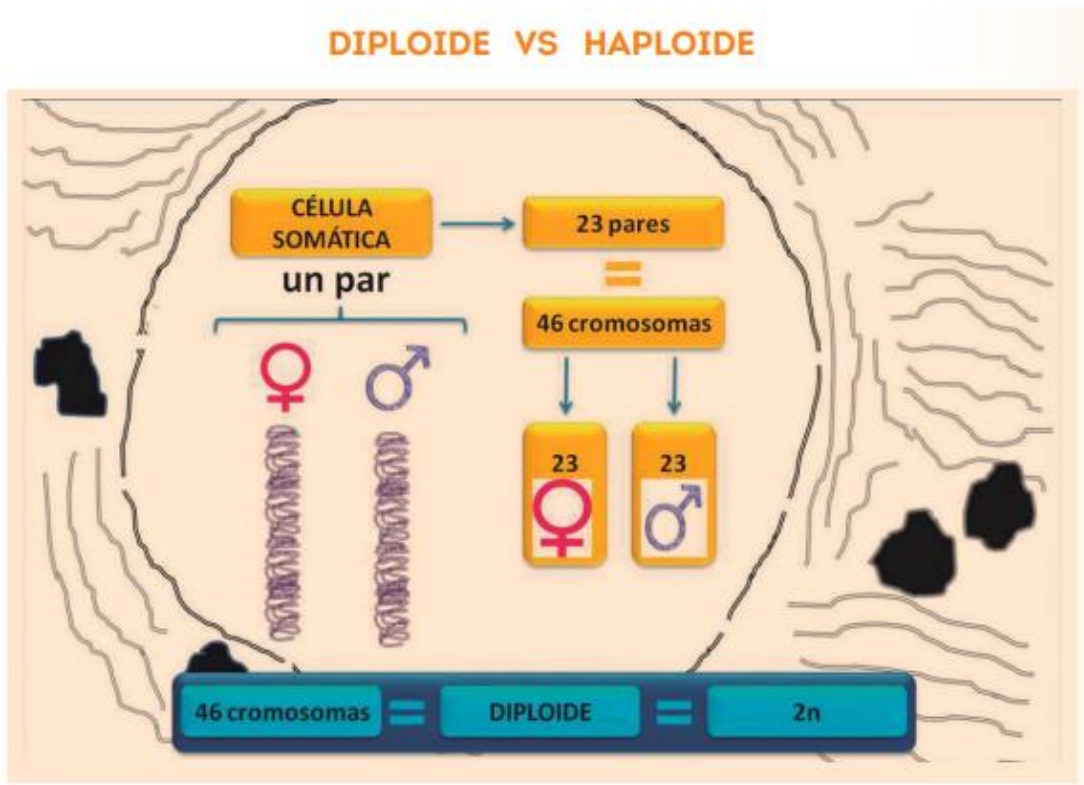 DIPLOIDE VS HAPLOIDE
CÉLULA
SOMÁTICA
un par
23 pares
=
46 cromosomas
23
23
46 cromosomas = DIPLOIDE = 2n